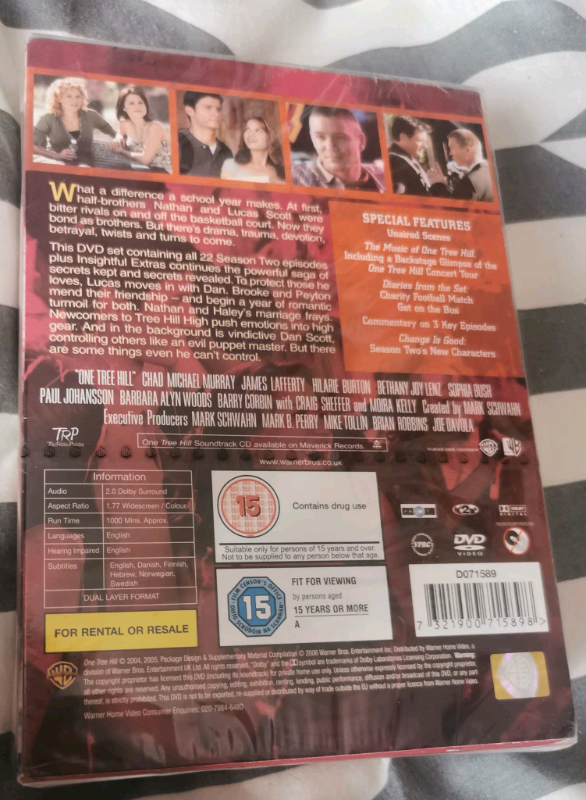 What a difference a school year makes. At first,
half-brothers Nathan and Lucas Scott were
bitter rivals on and off the basketball court. Now they
bond as brothers. But there's drama, trauma, devotion,
betrayal, twists and turns to come.
This DVD set containing all 22 Season Two episodes
plus Insightful Extras continues the powerful saga of
secrets kept and secrets revealed. To protect those he
loves, Lucas moves in with Dan, Brooke and Peyton
mend their friendship – and begin a year of romantic
turmoil for both. Nathan and Haley's marriage frays.
Newcomers to Tree Hill High push emotions into high
gear. And in the background is vindictive Dan Scott,
controlling others like an evil puppet master. But there
are some things even he can't control.
SPECIAL FEATURES
Unaired Scenes
The Music of One Tree Hill,
Including a Backstage Glimpse of the
One Tree Hill Concert Tour
Diaries from the Set:
Charity Football Match
Get on the Bus
Commentary on 3 Key Episodes
Change Is Good:
Season Two's New Characters
"ONE TREE HILL" CHAD MICHAEL MURRAY JAMES LAFFERTY HILARIE BURTON BETHANY JOY LENZ SOPHIA BUSH
PAUL JOHANSSON BARBARA ALYN WOODS BARRY CORBIN with CRAIG SHEFFER and MOIRA KELLY Created by MARK SCHWAHN
Executive Producers MARK SCHWAHN MARK B. PERRY MIKE TOLLIN BRIAN ROBBINS JOE DAVOLA
TRP
One Tree Hill Soundtrack CD available on Maverick Records.
www.warnerbros.co.uk
Information
Audio 2.0 Dolby Surround
Aspect Ratio 1.77 Widescreen / Colour
Run Time 1000 Mins. Approx.
Languages English
Hearing Impaired English
Subtitles English, Danish, Finnish,
Hebrew, Norwegian,
Swedish
DUAL LAYER FORMAT
FOR RENTAL OR RESALE
15
Contains drug use
Suitable only for persons of 15 years and over.
Not to be supplied to any person below that age.
15
FIT FOR VIEWING
by persons aged
15 YEARS OR MORE
A
DOLBY
DIGITAL
DVD
VIDEO
D071589
7 321900 715898 >
One Tree Hill © 2004, 2005. Package Design & Supplementary Material Compilation © 2006 Warner Bros. Entertainment Inc. Distributed by Warner Home Video, a
division of Warner Bros. Entertainment UK Ltd. All rights reserved.
Warner Home Video Consumer Enquiries: 020-7984-6480